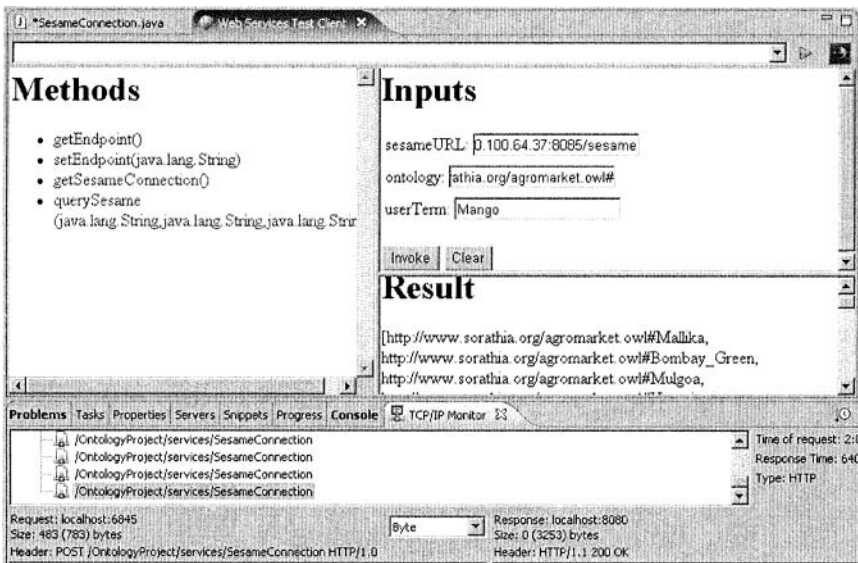 *SesameConnection.java
Web Services Test Client
Methods
getEndpoint()
setEndpoint(java.lang.String)
getSesameConnection()
querySesame
(java.lang.String,java.lang.String,java.lang.Strir
Inputs
sesameURL: 0.100.64.37:8085/sesame
ontology: rathia.org/agromarket.owl#
userTerm: Mango
Invoke Clear
Result
[http://www.sorathia.org/agromarket.owl#Mallika,
http://www.sorathia.org/agromarket.owl#Bombay_Green,
http://www.sorathia.org/agromarket.owl#Mulgoa,
Problems Tasks Properties Servers Snippets Progress Console TCP/IP Monitor
/OntologyProject/services/SesameConnection
/OntologyProject/services/SesameConnection
/OntologyProject/services/SesameConnection
/OntologyProject/services/SesameConnection
Time of request: 2:
Response Time: 640
Type: HTTP
Request: localhost:6845
Size: 483 (783) bytes
Header: POST /OntologyProject/services/SesameConnection HTTP/1.0
Byte
Response: localhost:8080
Size: 0 (3253) bytes
Header: HTTP/1.1 200 OK